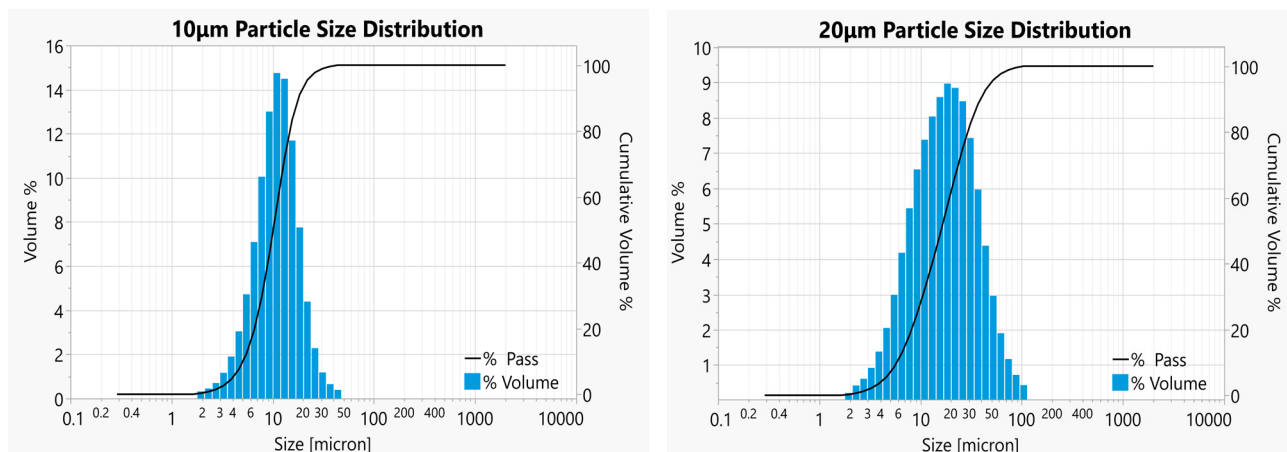 10µm Particle Size Distribution
16
14
12
10
8
6
4
2
0
Volume %
100
80
60
40
20
0
Cumulative Volume %
% Pass
% Volume
0.1 0.2 0.4 1 2 3 4 6 10 20 30 50 100 200 400 1000 10000
Size [micron]
20µm Particle Size Distribution
10
9
8
7
6
5
4
3
2
1
Volume %
100
80
60
40
20
0
Cumulative Volume %
% Pass
% Volume
0.1 0.2 0.4 1 2 3 4 6 10 20 30 50 100 200 400 1000 10000
Size [micron]